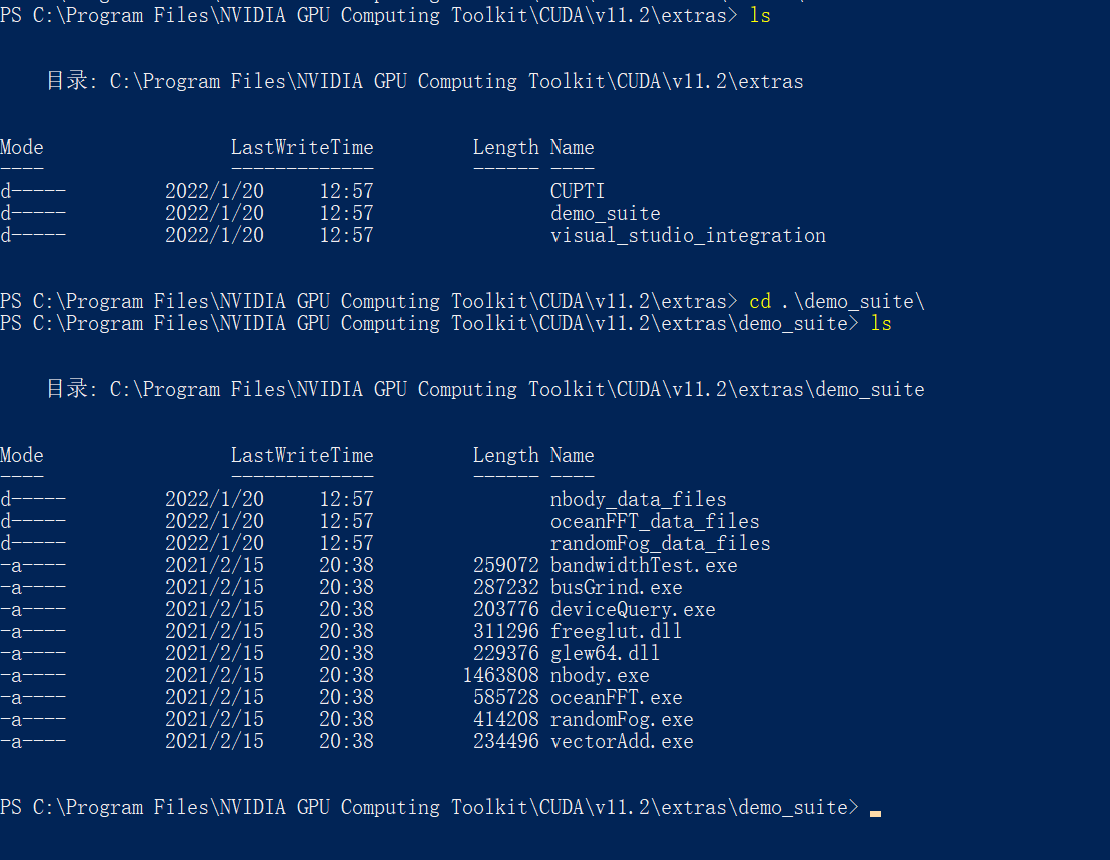 PS C:\Program Files\NVIDIA GPU Computing Toolkit\CUDA\v11.2\extras> ls
目录: C:\Program Files\NVIDIA GPU Computing Toolkit\CUDA\v11.2\extras
Mode LastWriteTime Length Name
---- ------------- ------ ----
d----- 2022/1/20 12:57 CUPTI
d----- 2022/1/20 12:57 demo_suite
d----- 2022/1/20 12:57 visual_studio_integration
PS C:\Program Files\NVIDIA GPU Computing Toolkit\CUDA\v11.2\extras> cd .\demo_suite\
PS C:\Program Files\NVIDIA GPU Computing Toolkit\CUDA\v11.2\extras\demo_suite> ls
目录: C:\Program Files\NVIDIA GPU Computing Toolkit\CUDA\v11.2\extras\demo_suite
Mode LastWriteTime Length Name
---- ------------- ------ ----
d----- 2022/1/20 12:57 nbody_data_files
d----- 2022/1/20 12:57 oceanFFT_data_files
d----- 2022/1/20 12:57 randomFog_data_files
-a---- 2021/2/15 20:38 259072 bandwidthTest.exe
-a---- 2021/2/15 20:38 287232 busGrind.exe
-a---- 2021/2/15 20:38 203776 deviceQuery.exe
-a---- 2021/2/15 20:38 311296 freeglut.dll
-a---- 2021/2/15 20:38 229376 glew64.dll
-a---- 2021/2/15 20:38 1463808 nbody.exe
-a---- 2021/2/15 20:38 585728 oceanFFT.exe
-a---- 2021/2/15 20:38 414208 randomFog.exe
-a---- 2021/2/15 20:38 234496 vectorAdd.exe
PS C:\Program Files\NVIDIA GPU Computing Toolkit\CUDA\v11.2\extras\demo_suite>